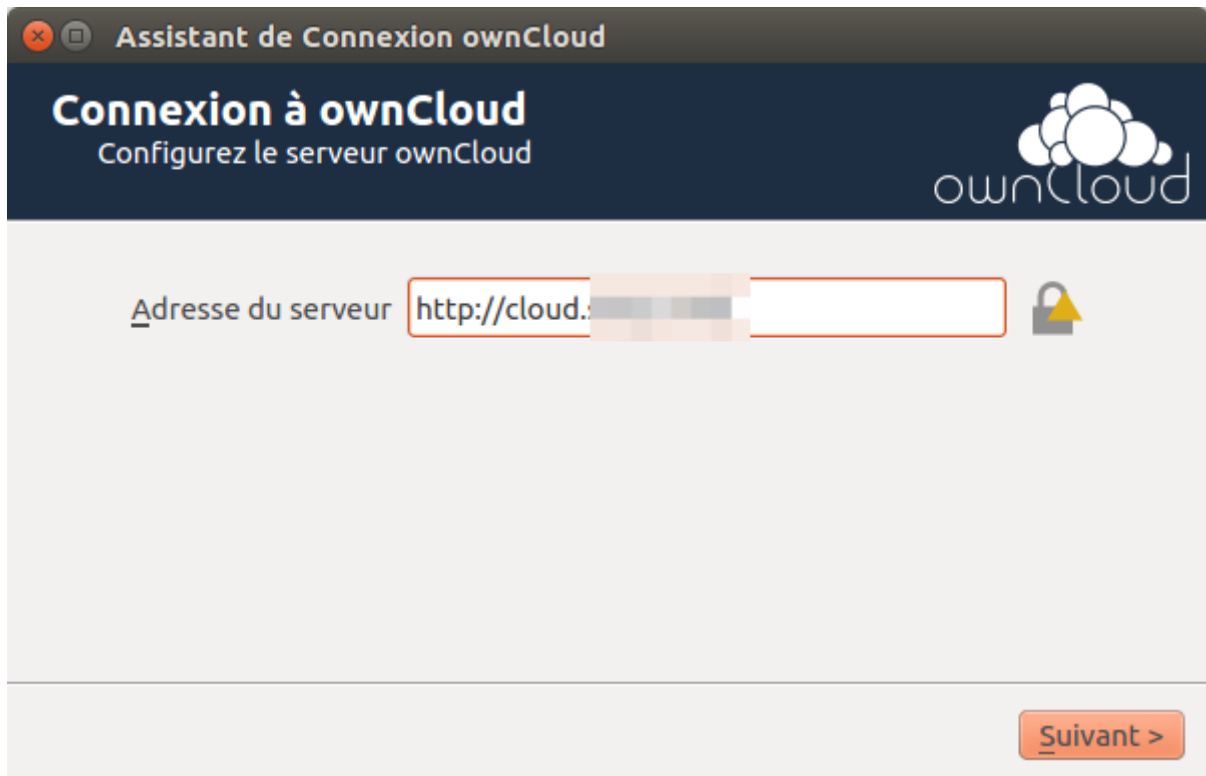 Assistant de Connexion ownCloud
Connexion à ownCloud
Configurez le serveur ownCloud
ownCloud
Adresse du serveur http://cloud.
Suivant >